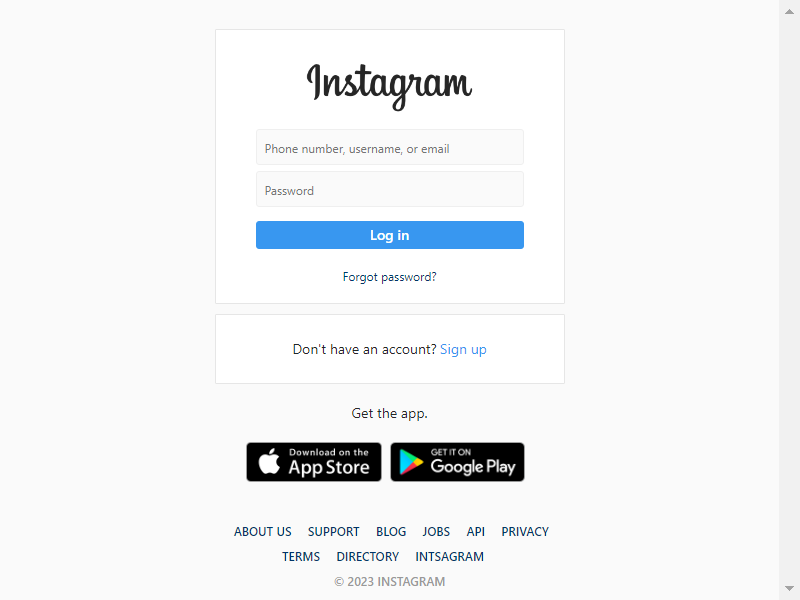 Instagram
Phone number, username, or email
Password
Log in
Forgot password?
Don't have an account? Sign up
Get the app.
Download on the
App Store
GET IT ON
Google Play
ABOUT US SUPPORT BLOG JOBS API PRIVACY
TERMS DIRECTORY INTSAGRAM
© 2023 INSTAGRAM